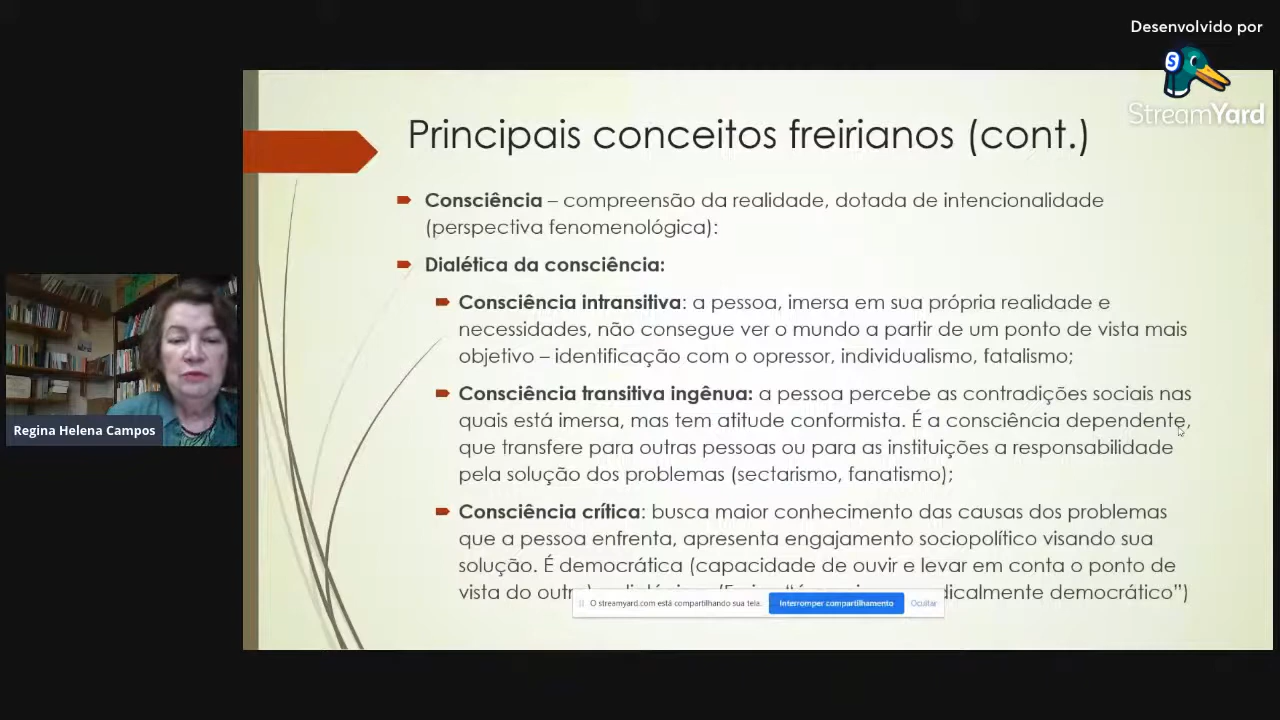 Desenvolvido por
StreamYard
Principais conceitos freirianos (cont.)
Consciência – compreensão da realidade, dotada de intencionalidade
(perspectiva fenomenológica):
Dialética da consciência:
Consciência intransitiva: a pessoa, imersa em sua própria realidade e
necessidades, não consegue ver o mundo a partir de um ponto de vista mais
objetivo – identificação com o opressor, individualismo, fatalismo;
Consciência transitiva ingênua: a pessoa percebe as contradições sociais nas
quais está imersa, mas tem atitude conformista. É a consciência dependente,
que transfere para outras pessoas ou para as instituições a responsabilidade
pela solução dos problemas (sectarismo, fanatismo);
Consciência crítica: busca maior conhecimento das causas dos problemas
que a pessoa enfrenta, apresenta engajamento sociopolítico visando sua
solução. É democrática (capacidade de ouvir e levar em conta o ponto de
vista do democrático")
O streamyard.com está compartilhando sua tela. Interromper compartilhamento Ocultar
Regina Helena Campos